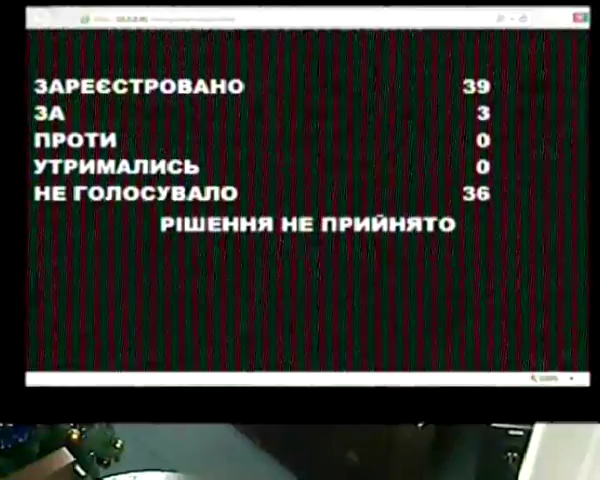 ЗАРЕЄСТРОВАНО 39
ЗА 3
ПРОТИ 0
УТРИМАЛИСЬ 0
НЕ ГОЛОСУВАЛО 36
РІШЕННЯ НЕ ПРИЙНЯТО